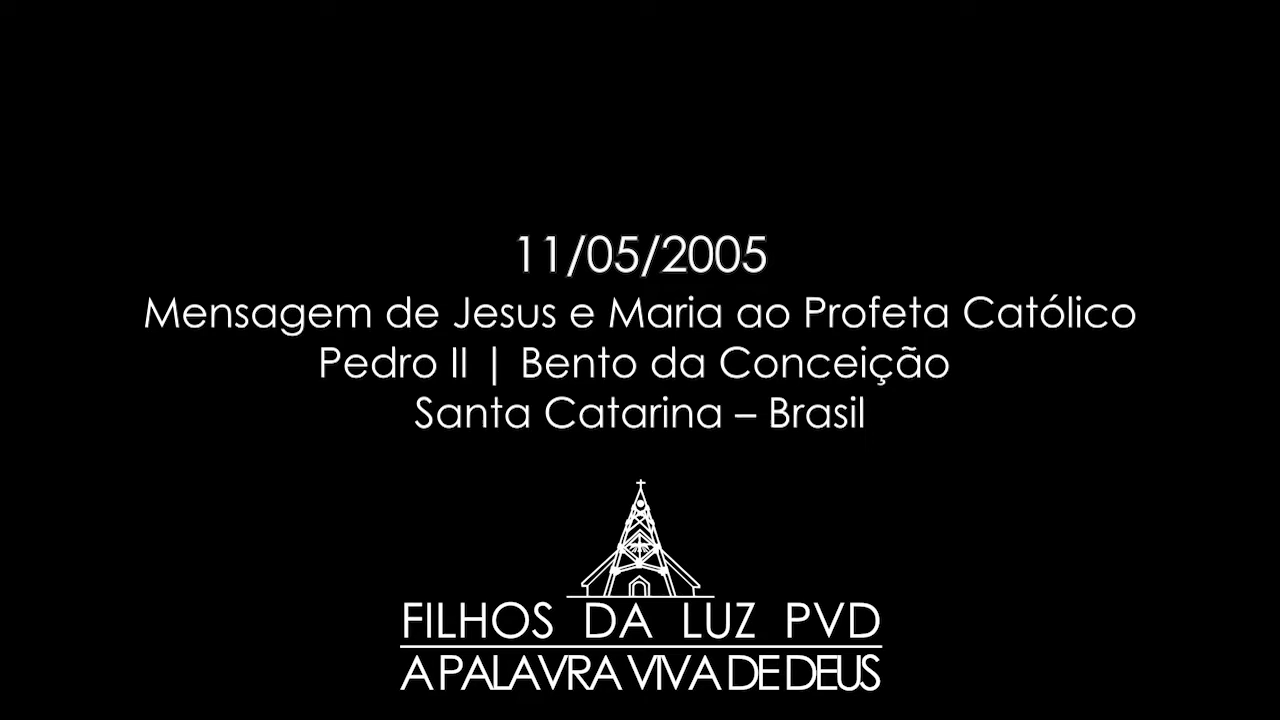 11/05/2005
Mensagem de Jesus e Maria ao Profeta Católico
Pedro II | Bento da Conceição
Santa Catarina – Brasil
FILHOS DA LUZ PVD
A PALAVRA VIVA DE DEUS